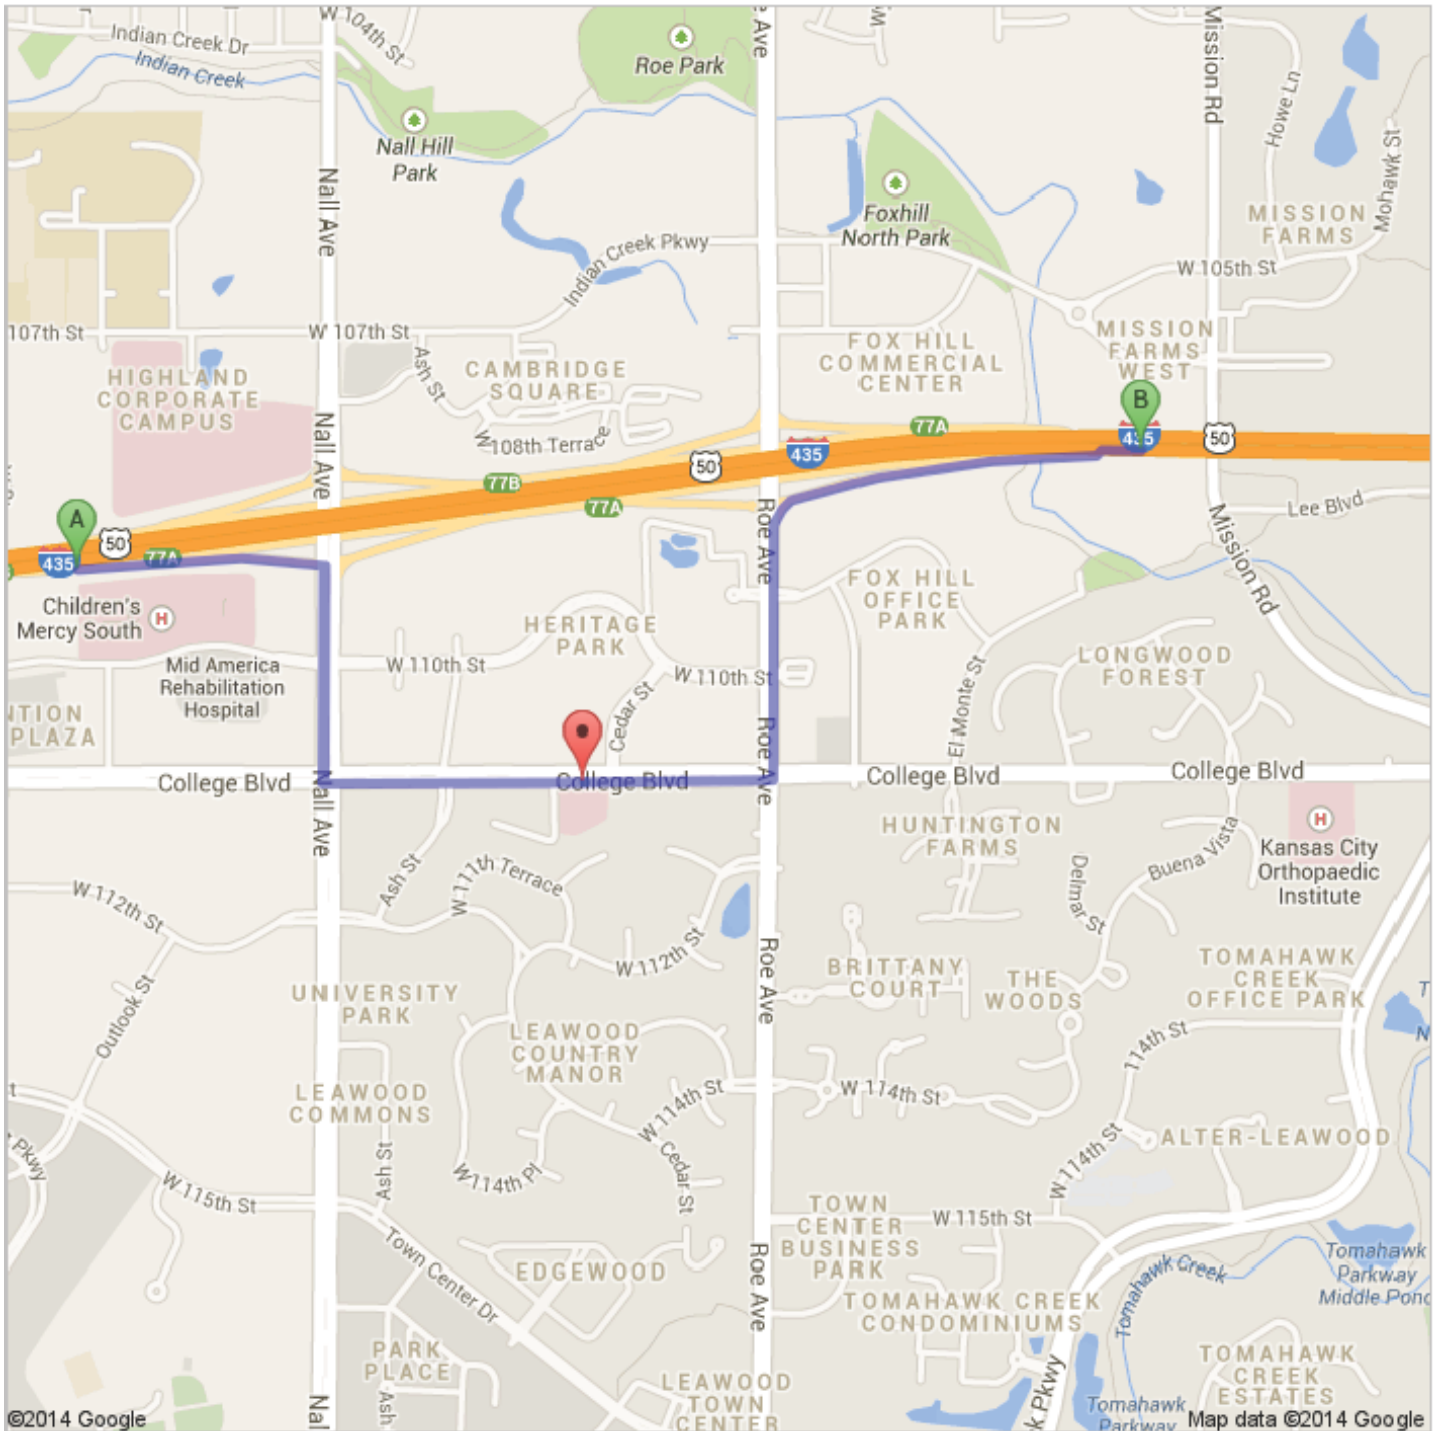 W 104th St
Indian Creek Dr
Indian Creek
Roe Park
Ave
Mission Rd
Howe Ln
Mohawk St
Nall Hill
Park
Nall Ave
Foxhill
North Park
MISSION
FARMS
Indian Creek Pkwy
W 105th St
107th St
W 107th St
Ash St
HIGHLAND
CORPORATE
CAMPUS
CAMBRIDGE
SQUARE
FOX HILL
COMMERCIAL
CENTER
MISSION
FARMS
WEST
B
435
50
77A
435
50
W 108th Terrace
Nall Ave
77B
77A
Roe Ave
Lee Blvd
Mission Rd
A
50
435
77A
Children's
Mercy South
H
HERITAGE
PARK
FOX HILL
OFFICE
PARK
Mid America
Rehabilitation
Hospital
W 110th St
W 110th St
Cedar St
El Monte St
LONGWOOD
FOREST
NTION
PLAZA
Roe Ave
College Blvd
College Blvd
College Blvd
College Blvd
Nall Ave
HUNTINGTON
FARMS
H
Kansas City
Orthopaedic
Institute
Buena Vista
Delmar St
W 111th Terrace
Ash St
W 112th St
W 112th St
Outlook St
Roe Ave
UNIVERSITY
PARK
BRITTANY
COURT
THE
WOODS
TOMAHAWK
CREEK
OFFICE PARK
T
N
LEAWOOD
COUNTRY
MANOR
114th St
LEAWOOD
COMMONS
W 114th St
W 114th St
W 114th St
ALTER-LEAWOOD
t
Pkwy
Ash St
W 114th Pl
Cedar St
W 115th St
TOWN
CENTER
BUSINESS
PARK
W 115th St
Town Center Dr
EDGEWOOD
Roe Ave
Tomahawk Creek
Tomahawk
Parkway
Middle Pond
TOMAHAWK CREEK
CONDOMINIUMS
PARK
PLACE
Ash
Nal
LEAWOOD
TOWN
CENTER
k Pkwy
TOMAHAWK
CREEK
ESTATES
Tomahawk
Parkway
©2014 Google
Map data ©2014 Google